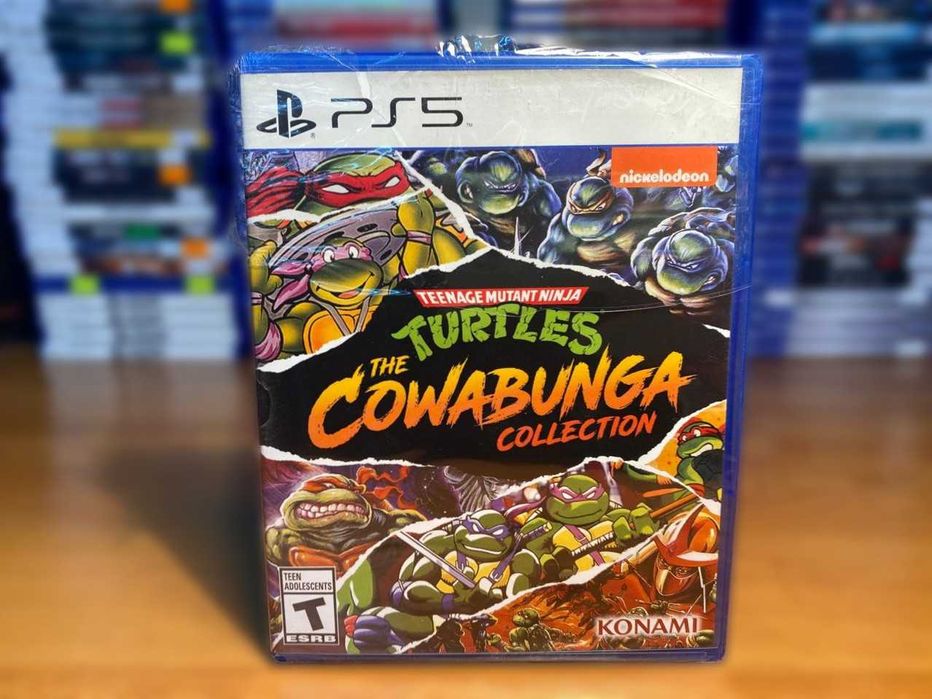 PS5
nickelodeon
TEENAGE MUTANT NINJA
TURTLES
THE
COWABUNGA
COLLECTION
TEEN
ADOLESCENTS
T
ESRB
KONAMI